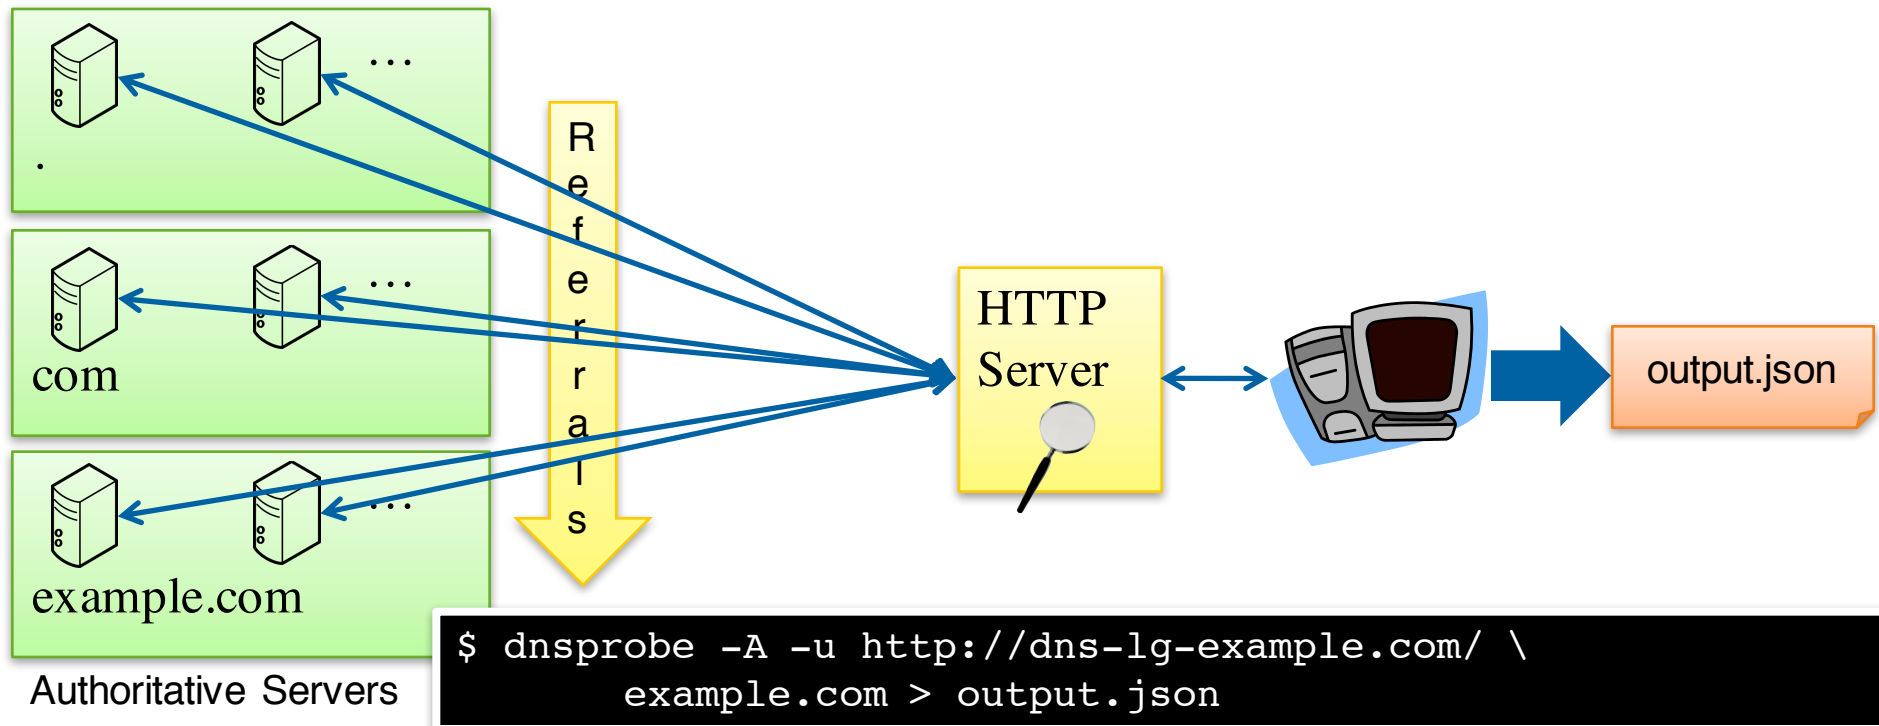 …
.
…
com
…
example.com
Authoritative Servers
Referrals
HTTP
Server
output.json
$ dnsprobe -A -u http://dns-lg-example.com/ \
example.com > output.json